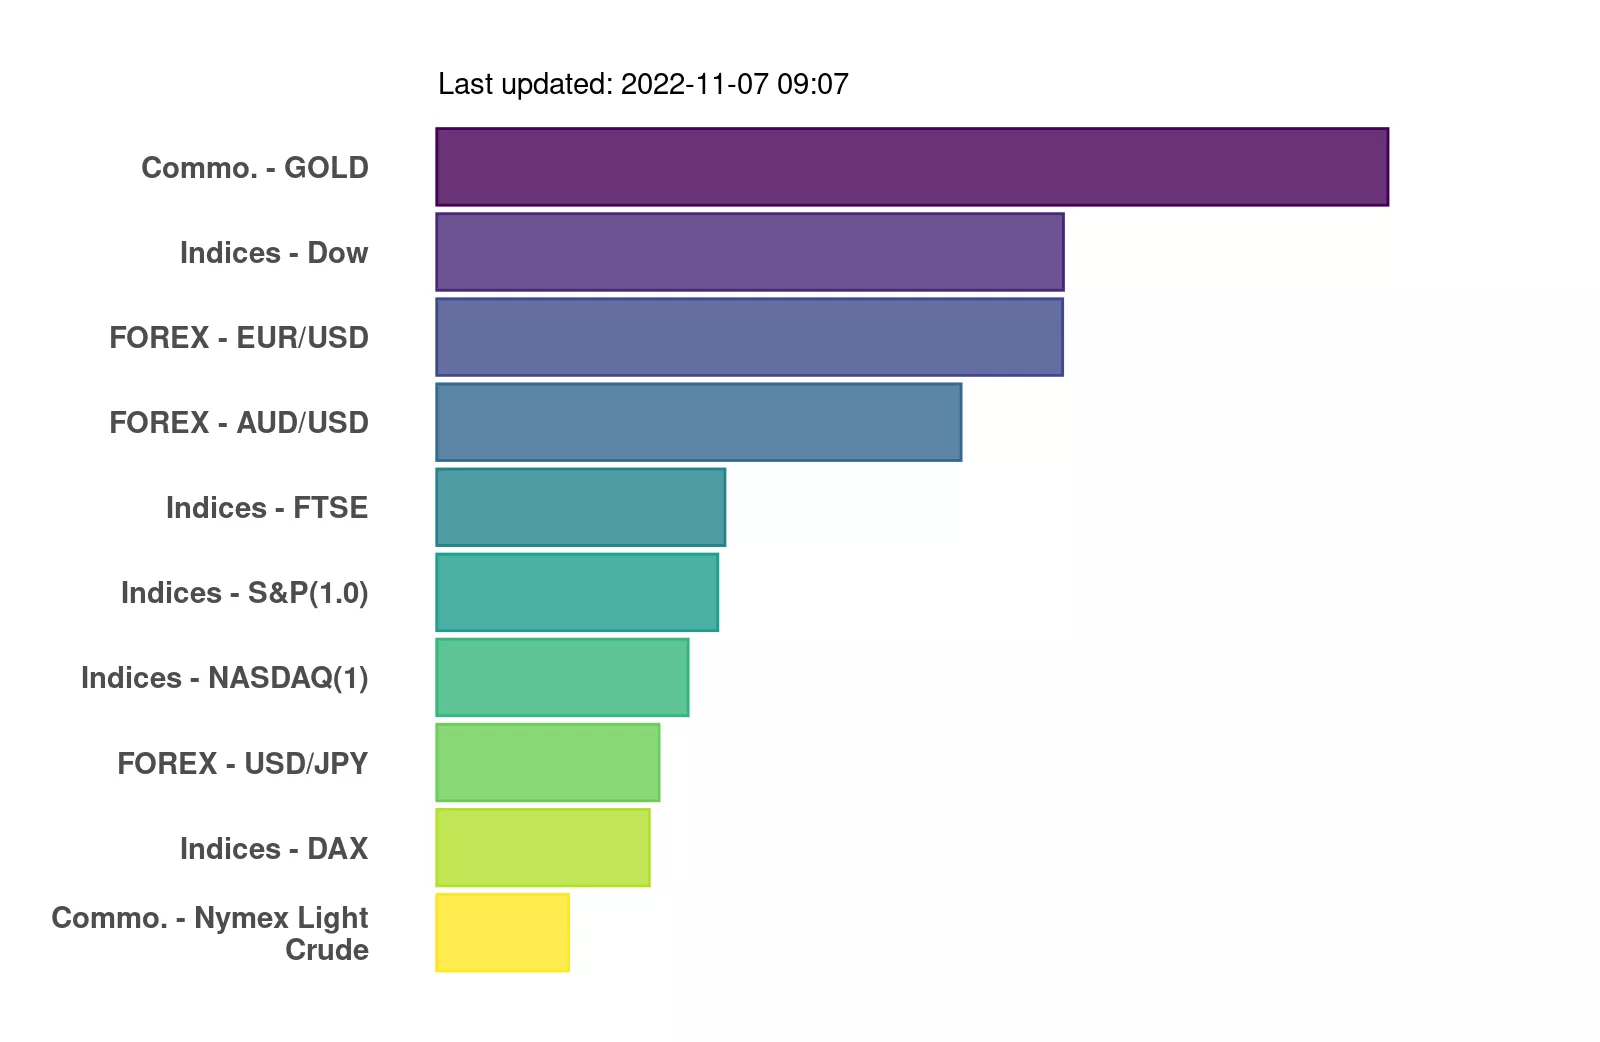 Last updated: 2022-11-07 09:07
Commo. - GOLD
Indices - Dow
FOREX - EUR/USD
FOREX - AUD/USD
Indices - FTSE
Indices - S&P(1.0)
Indices - NASDAQ(1)
FOREX - USD/JPY
Indices - DAX
Commo. - Nymex Light
Crude